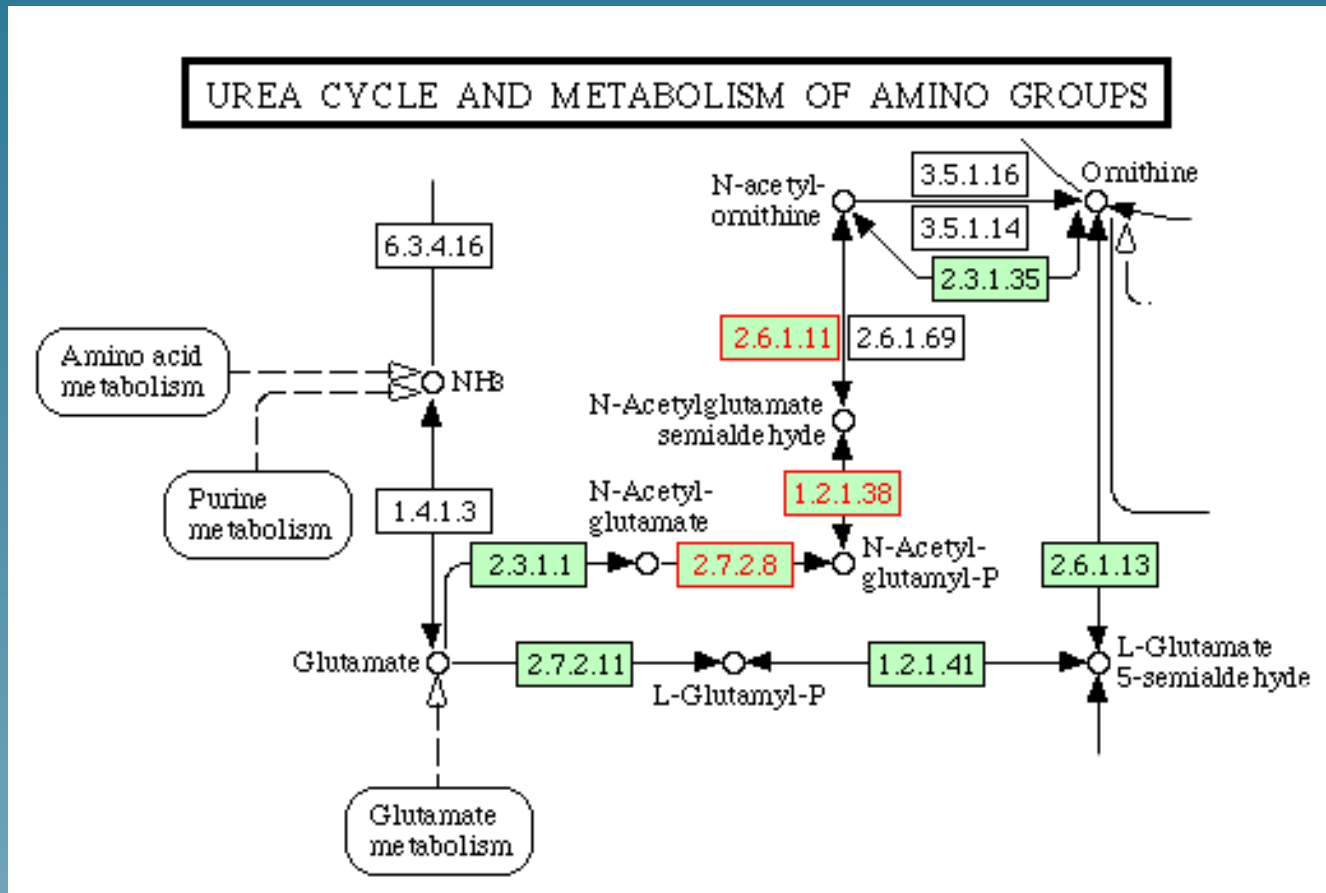 UREA CYCLE AND METABOLISM OF AMINO GROUPS
N-acetyl-
ornithine
3.5.1.16
3.5.1.14
Ornithine
6.3.4.16
2.3.1.35
2.6.1.11
2.6.1.69
Amino acid
metabolism
NH3
N-Acetylglutamate
semialdehyde
Purine
metabolism
1.4.1.3
N-Acetyl-
glutamate
1.2.1.38
2.3.1.1
2.7.2.8
N-Acetyl-
glutamyl-P
2.6.1.13
Glutamate
2.7.2.11
L-Glutamyl-P
1.2.1.41
L-Glutamate
5-semialdehyde
Glutamate
metabolism